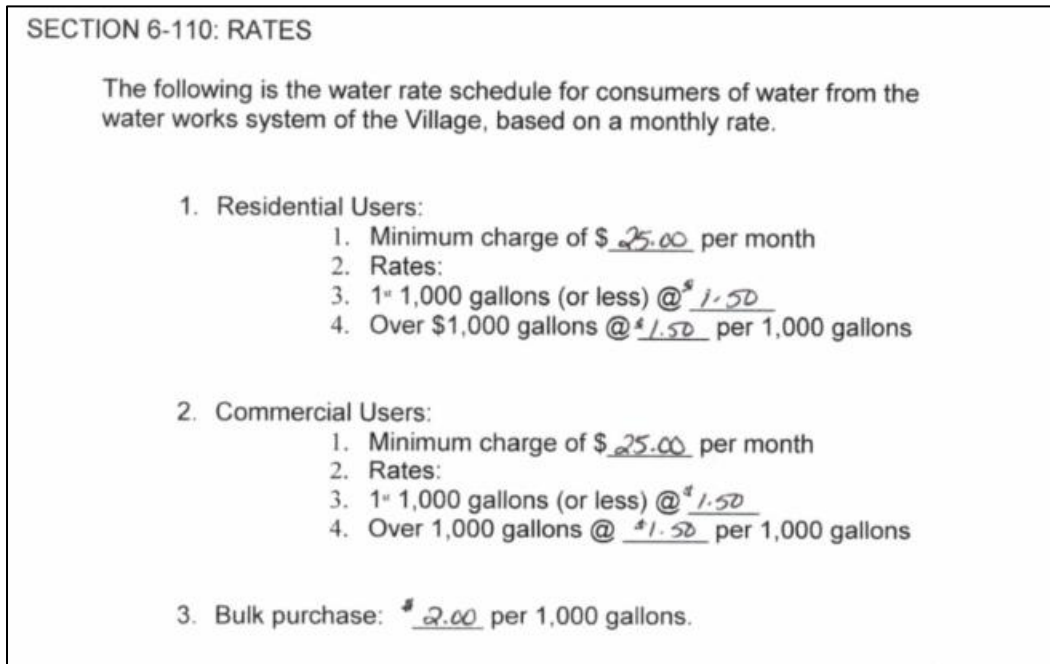 SECTION 6-110: RATES
The following is the water rate schedule for consumers of water from the
water works system of the Village, based on a monthly rate.
1. Residential Users:
1. Minimum charge of $ 25.00 per month
2. Rates:
3. 1st 1,000 gallons (or less) @ $ 1.50
4. Over $1,000 gallons @ $1.50 per 1,000 gallons
2. Commercial Users:
1. Minimum charge of $ 25.00 per month
2. Rates:
3. 1st 1,000 gallons (or less) @ $1.50
4. Over 1,000 gallons @ $1.50 per 1,000 gallons
3. Bulk purchase: $ 2.00 per 1,000 gallons.